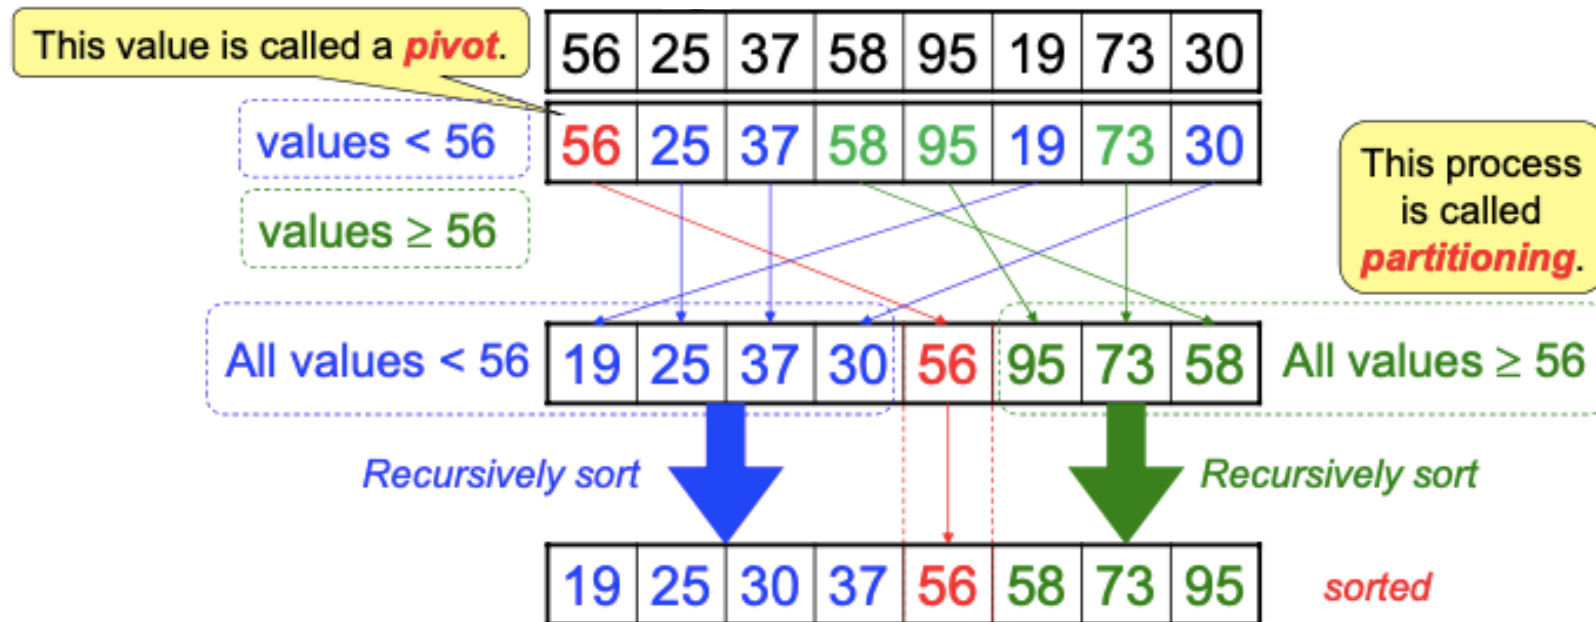 This value is called a pivot.
56 25 37 58 95 19 73 30
values < 56
56 25 37 58 95 19 73 30
values ≥ 56
This process
is called
partitioning.
All values < 56
19 25 37 30 56 95 73 58
All values ≥ 56
Recursively sort
Recursively sort
19 25 30 37 56 58 73 95
sorted